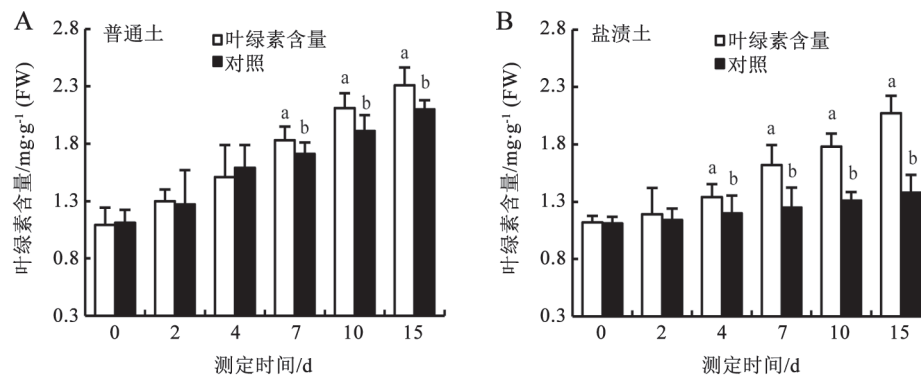 A
普通土
叶绿素含量
对照
叶绿素含量/mg·g⁻¹ (FW)
2.8
2.3
1.8
1.3
0.8
0.3
a
b
a
b
a
b
0 2 4 7 10 15
测定时间/d
B
盐渍土
叶绿素含量
对照
叶绿素含量/mg·g⁻¹ (FW)
2.8
2.3
1.8
1.3
0.8
0.3
a
b
a
b
a
b
a
b
0 2 4 7 10 15
测定时间/d